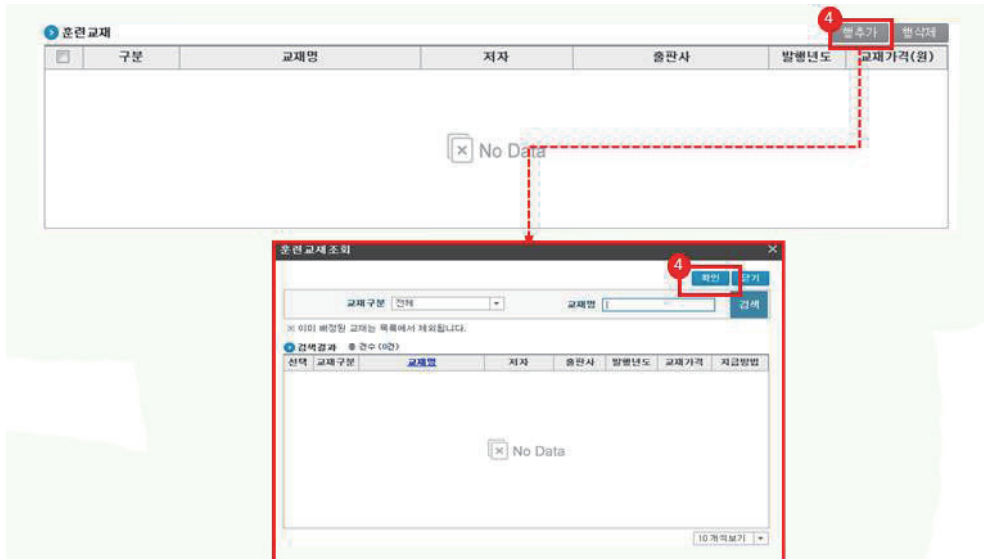 4
훈련교재 행추가 행삭제
구분 교재명 저자 출판사 발행년도 교재가격(원)
No Data
훈련교재조회
4
확인 닫기
교재구분 전체 교재명 검색
※ 이미 배정된 교재는 목록에서 제외됩니다.
검색결과 총 건수 (0건)
선택 교재구분 교재명 저자 출판사 발행년도 교재가격 지급방법
No Data
10개씩보기